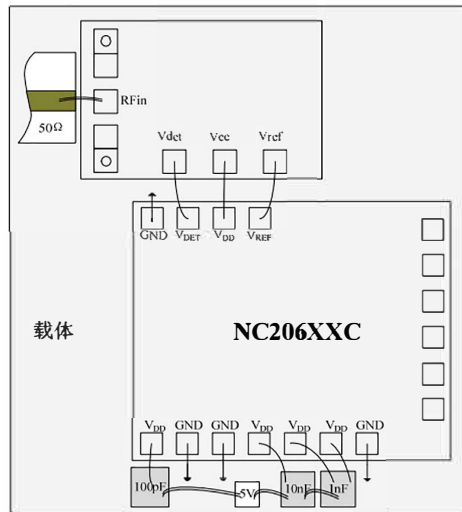 RFin
50Ω
Vdet Vcc Vref
GND VDET VDD VREF
载体
NC206XXC
VDD GND GND VDD VDD VDD GND
100pF 5V 10nF 1nF